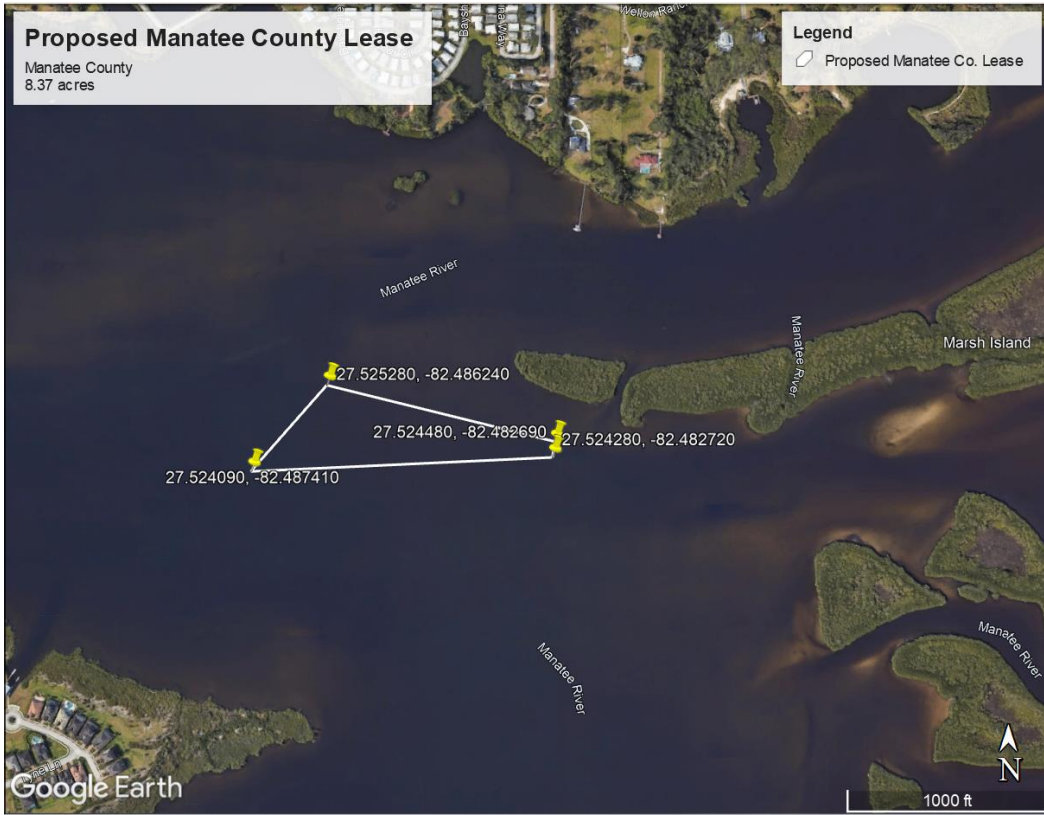 Proposed Manatee County Lease
Manatee County
8.37 acres
Legend
Proposed Manatee Co. Lease
Manatee River
Manatee River
Marsh Island
27.525280, -82.486240
27.524480, -82.482690
27.524280, -82.482720
27.524090, -82.487410
Manatee River
Manatee River
Google Earth
N
1000 ft